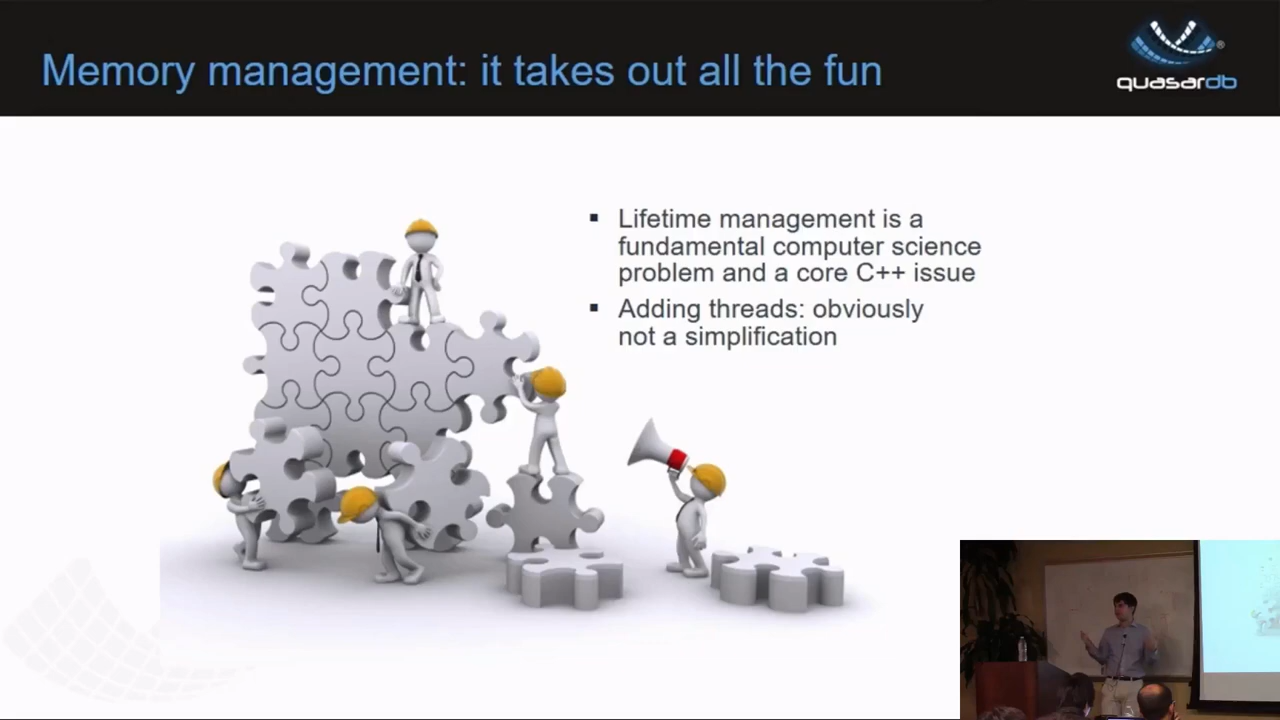 Memory management: it takes out all the fun
quasardb
®
▪ Lifetime management is a
fundamental computer science
problem and a core C++ issue
▪ Adding threads: obviously
not a simplification